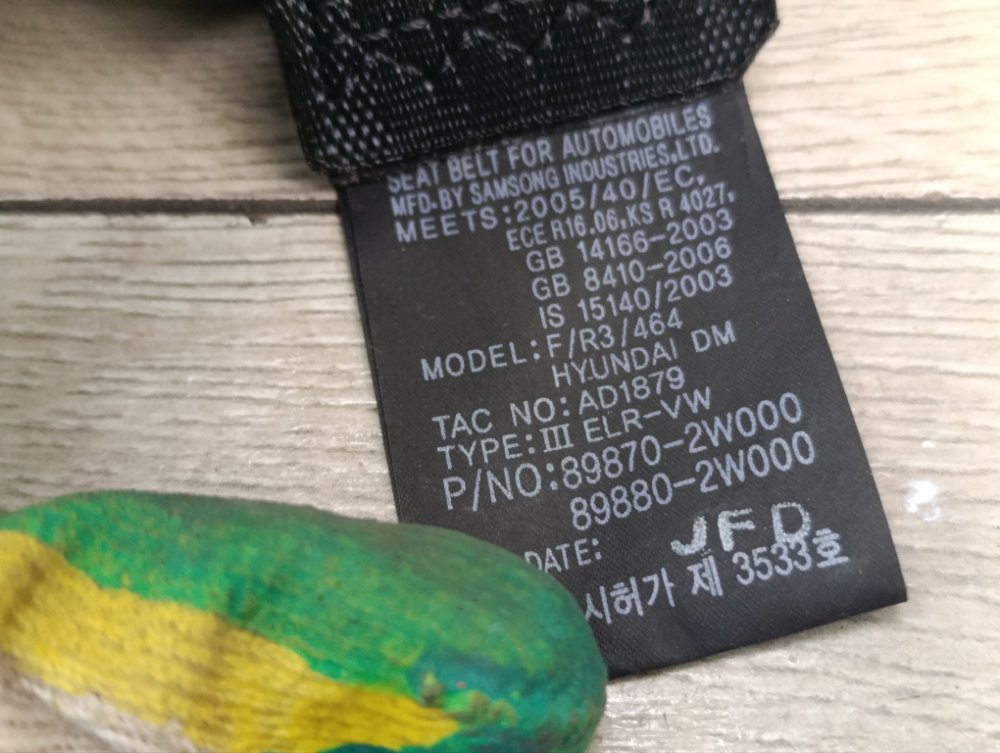 SEAT BELT FOR AUTOMOBILES
MFD.BY SAMSONG INDUSTRIES,LTD.
MEETS:2005/40/EC,
ECE R16.06,KS R 4027,
GB 14166-2003
GB 8410-2006
IS 15140/2003
MODEL:F/R3/464
HYUNDAI DM
TAC NO:AD1879
TYPE:Ⅲ ELR-VW
P/NO:89870-2W000
89880-2W000
DATE: JFD
시허가 제 3533호